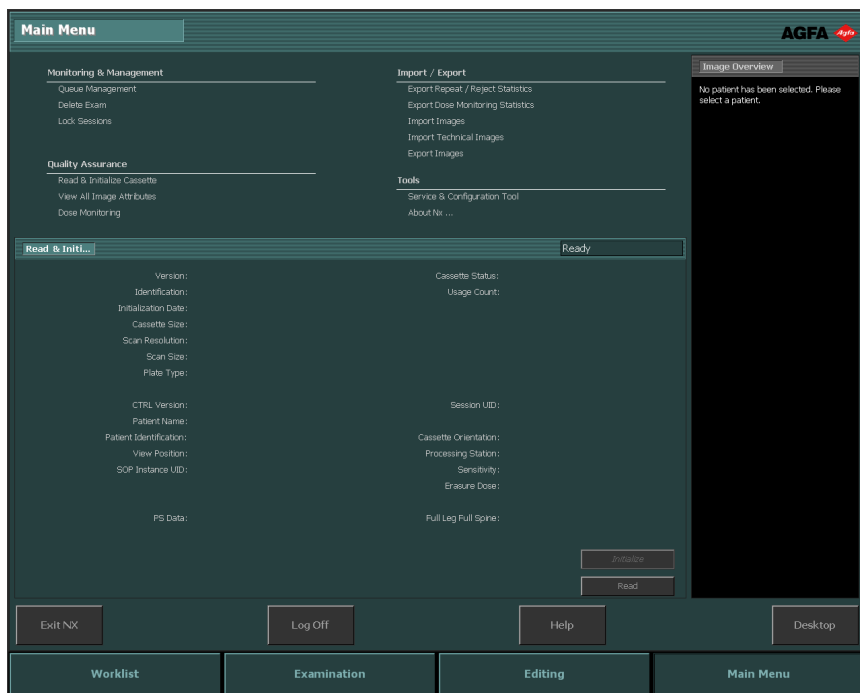 Main Menu
AGFA Agfa
Monitoring & Management
Queue Management
Delete Exam
Lock Sessions
Quality Assurance
Read & Initialize Cassette
View All Image Attributes
Dose Monitoring
Import / Export
Export Repeat / Reject Statistics
Export Dose Monitoring Statistics
Import Images
Import Technical Images
Export Images
Tools
Service & Configuration Tool
About Nx ...
Image Overview
No patient has been selected. Please
select a patient.
Read & Initi...
Ready
Version:
Identification:
Initialization Date:
Cassette Size:
Scan Resolution:
Scan Size:
Plate Type:
Cassette Status:
Usage Count:
CTRL Version:
Patient Name:
Patient Identification:
View Position:
SOP Instance UID:
Session UID:
Cassette Orientation:
Processing Station:
Sensitivity:
Erasure Dose:
PS Data:
Full Leg Full Spine:
Initialize
Read
Exit NX
Log Off
Help
Desktop
Worklist
Examination
Editing
Main Menu